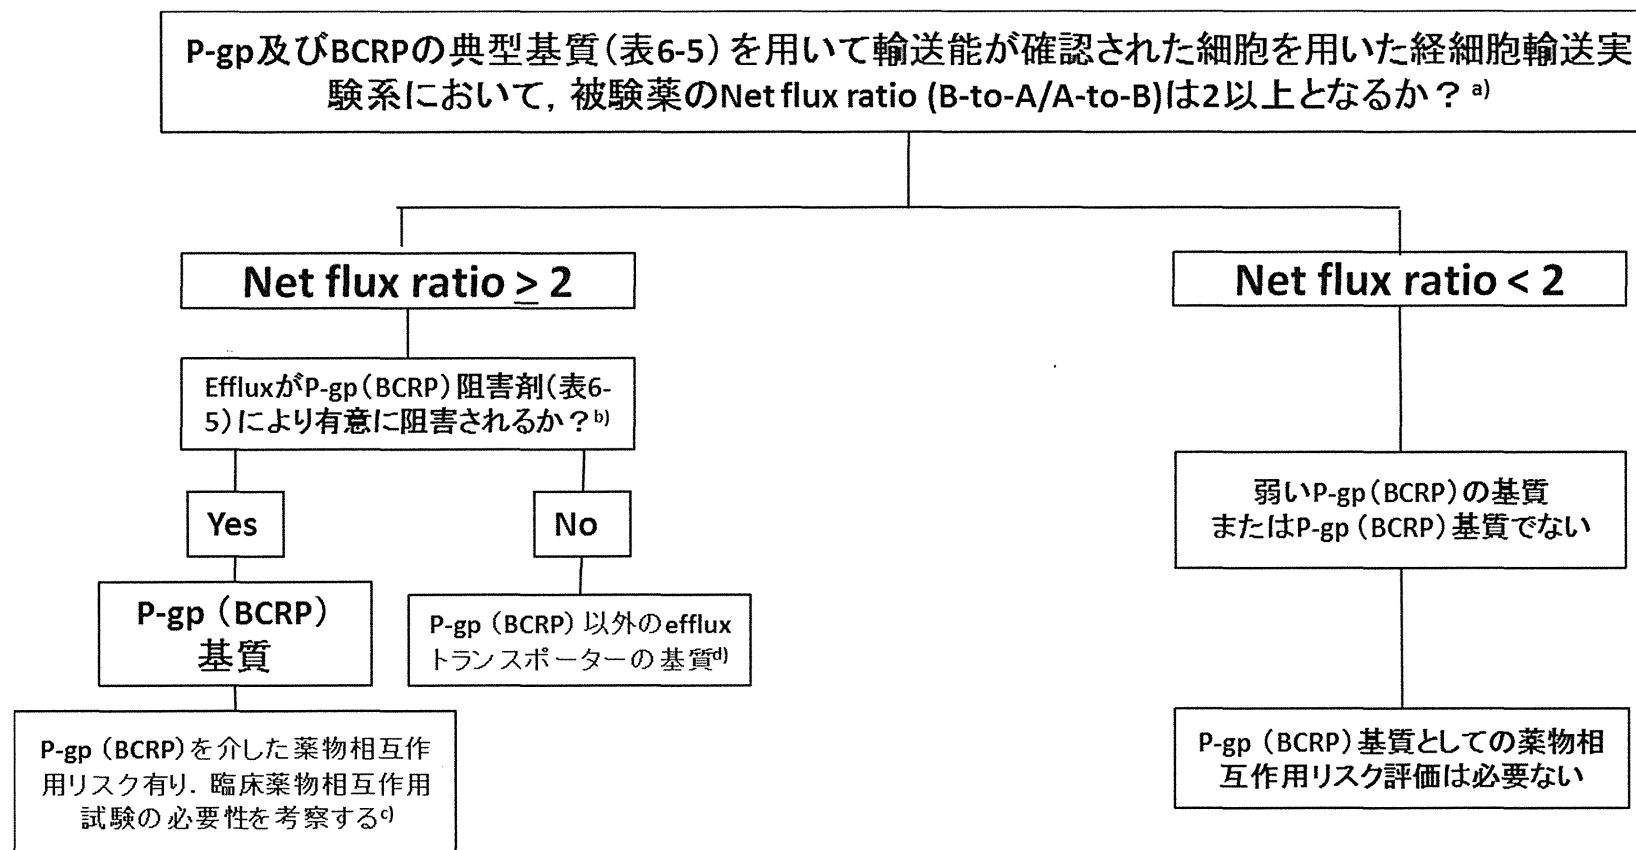 P-gp及びBCRPの典型基質(表6-5)を用いて輸送能が確認された細胞を用いた経細胞輸送実
験系において, 被験薬のNet flux ratio (B-to-A/A-to-B)は2以上となるか? a)
Net flux ratio ≥ 2
Net flux ratio < 2
EffluxがP-gp(BCRP)阻害剤(表6-
5)により有意に阻害されるか? b)
弱いP-gp(BCRP)の基質
またはP-gp (BCRP) 基質でない
Yes
No
P-gp (BCRP)
基質
P-gp (BCRP) 以外のefflux
トランスポーターの基質d)
P-gp (BCRP)を介した薬物相互作
用リスク有り. 臨床薬物相互作用
試験の必要性を考察するc)
P-gp (BCRP) 基質としての薬物相
互作用リスク評価は必要ない